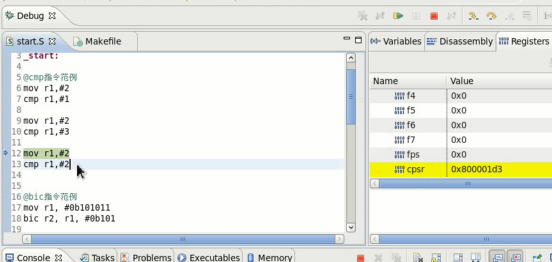 Debug
start.S
Makefile
3 _start:
4
5 @cmp指令范例
6 mov r1,#2
7 cmp r1,#1
8
9 mov r1,#2
10 cmp r1,#3
11
12 mov r1,#2
13 cmp r1,#2
14
15
16 @bic指令范例
17 mov r1, #0b101011
18 bic r2, r1, #0b101
19
Variables
Disassembly
Registers
Name Value
f4 0x0
f5 0x0
f6 0x0
f7 0x0
fps 0x0
cpsr 0x800001d3
Console
Tasks
Problems
Executables
Memory